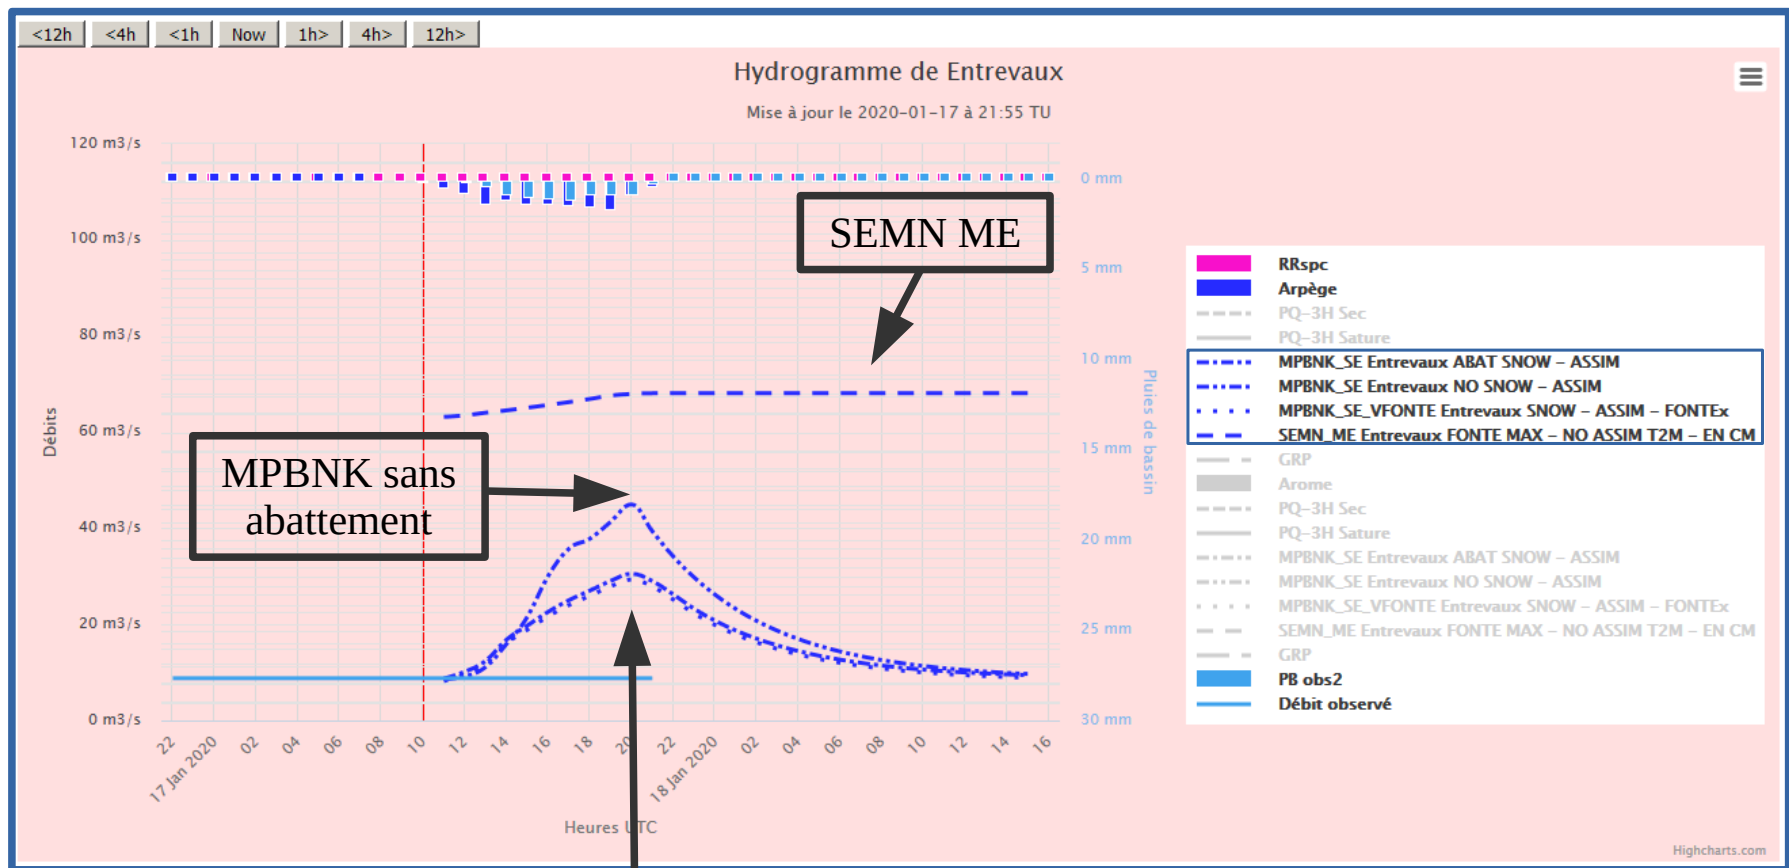 <12h <4h <1h Now 1h> 4h> 12h>
Hydrogramme de Entrevaux
Mise à jour le 2020-01-17 à 21:55 TU
120 m3/s
100 m3/s
80 m3/s
60 m3/s
40 m3/s
20 m3/s
0 m3/s
Débits
0 mm
5 mm
10 mm
15 mm
20 mm
25 mm
30 mm
Pluies de bassin
SEMN ME
MPBNK sans
abattement
22 17 Jan 2020 02 04 06 08 10 12 14 16 18 20 22 18 Jan 2020 02 04 06 08 10 12 14 16
Heures UTC
RRspc
Arpège
PQ-3H Sec
PQ-3H Sature
MPBNK_SE Entrevaux ABAT SNOW - ASSIM
MPBNK_SE Entrevaux NO SNOW - ASSIM
MPBNK_SE_VFONTE Entrevaux SNOW - ASSIM - FONTEx
SEMN_ME Entrevaux FONTE MAX - NO ASSIM T2M - EN CM
GRP
Arome
PQ-3H Sec
PQ-3H Sature
MPBNK_SE Entrevaux ABAT SNOW - ASSIM
MPBNK_SE Entrevaux NO SNOW - ASSIM
MPBNK_SE_VFONTE Entrevaux SNOW - ASSIM - FONTEx
SEMN_ME Entrevaux FONTE MAX - NO ASSIM T2M - EN CM
GRP
PB obs2
Débit observé
Highcharts.com